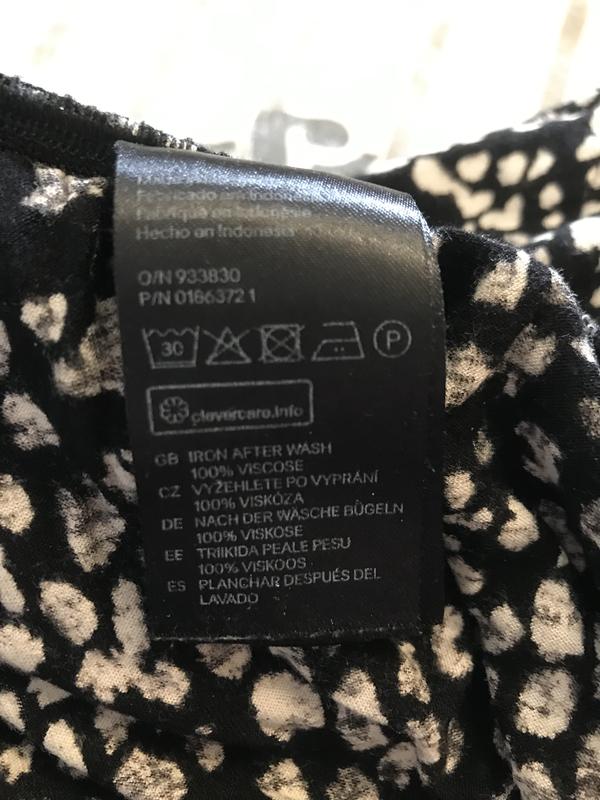 Fabricado en Indonesia
Fabriqué en Indonésie
Hecho en Indonesia
O/N 933830
P/N 01863721
30
P
clevercare.info
GB IRON AFTER WASH
100% VISCOSE
CZ VYŽEHLETE PO VYPRÁNÍ
100% VISKÓZA
DE NACH DER WÄSCHE BÜGELN
100% VISKOSE
EE TRIIKIDA PEALE PESU
100% VISKOOS
ES PLANCHAR DESPUÉS DEL
LAVADO